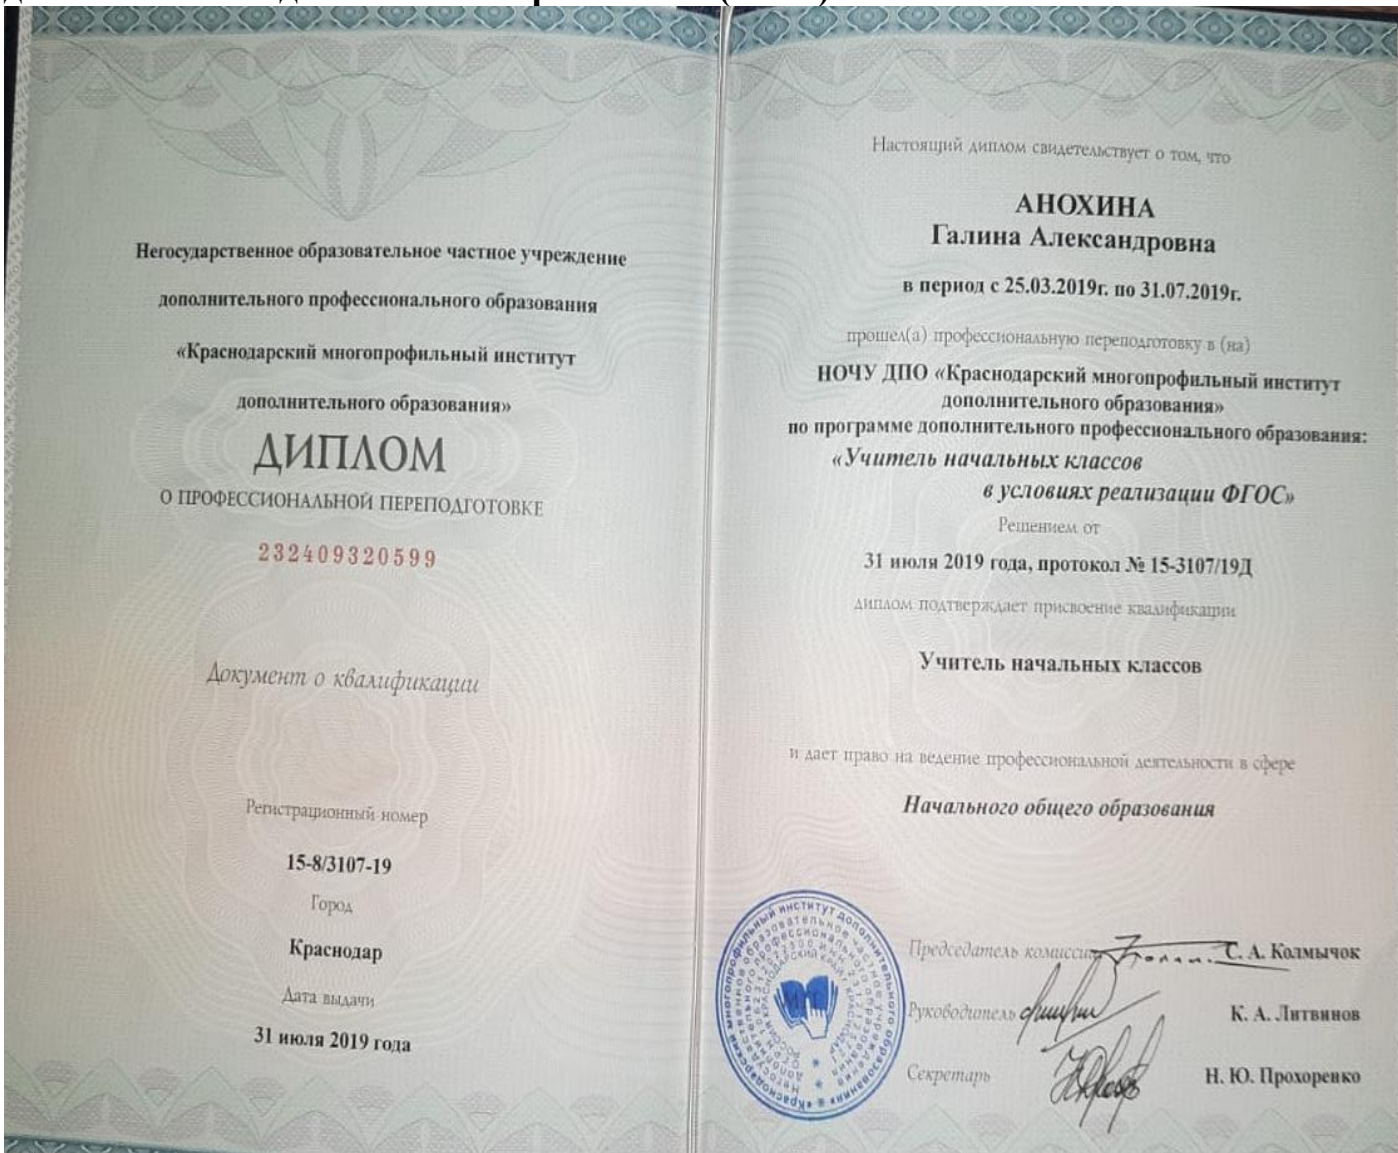 Негосударственное образовательное частное учреждение
дополнительного профессионального образования
«Краснодарский многопрофильный институт
дополнительного образования»
ДИПЛОМ
О ПРОФЕССИОНАЛЬНОЙ ПЕРЕПОДГОТОВКЕ
232409320599
Документ о квалификации
Регистрационный номер
15-8/3107-19
Город
Краснодар
Дата выдачи
31 июля 2019 года
Настоящий диплом свидетельствует о том, что
АНОХИНА
Галина Александровна
в период с 25.03.2019г. по 31.07.2019г.
прошел(а) профессиональную переподготовку в (на)
НОЧУ ДПО «Краснодарский многопрофильный институт
дополнительного образования»
по программе дополнительного профессионального образования:
«Учитель начальных классов
в условиях реализации ФГОС»
Решением от
31 июля 2019 года, протокол № 15-3107/19Д
диплом подтверждает присвоение квалификации
Учитель начальных классов
и дает право на ведение профессиональной деятельности в сфере
Начального общего образования
Председатель комиссии С. А. Колмычок
Руководитель К. А. Литвинов
Секретарь Н. Ю. Прохоренко